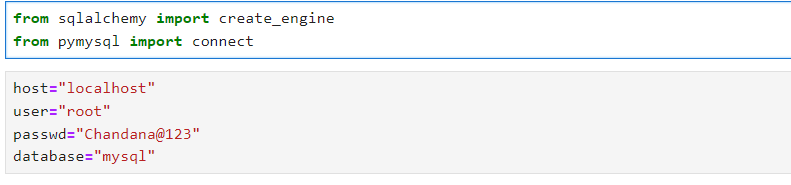 from sqlalchemy import create_engine
from pymysql import connect
host="localhost"
user="root"
passwd="Chandana@123"
database="mysql"